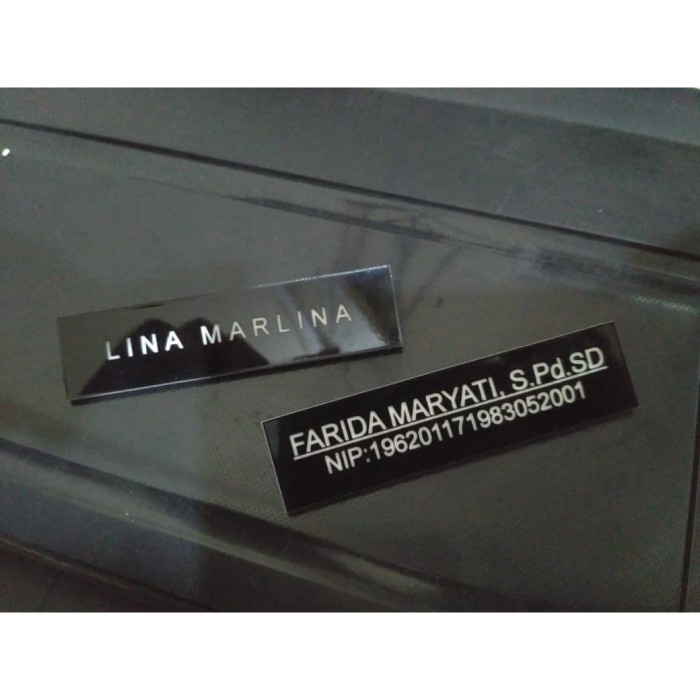 LINA MARLINA
FARIDA MARYATI, S.Pd.SD
NIP:196201171983052001